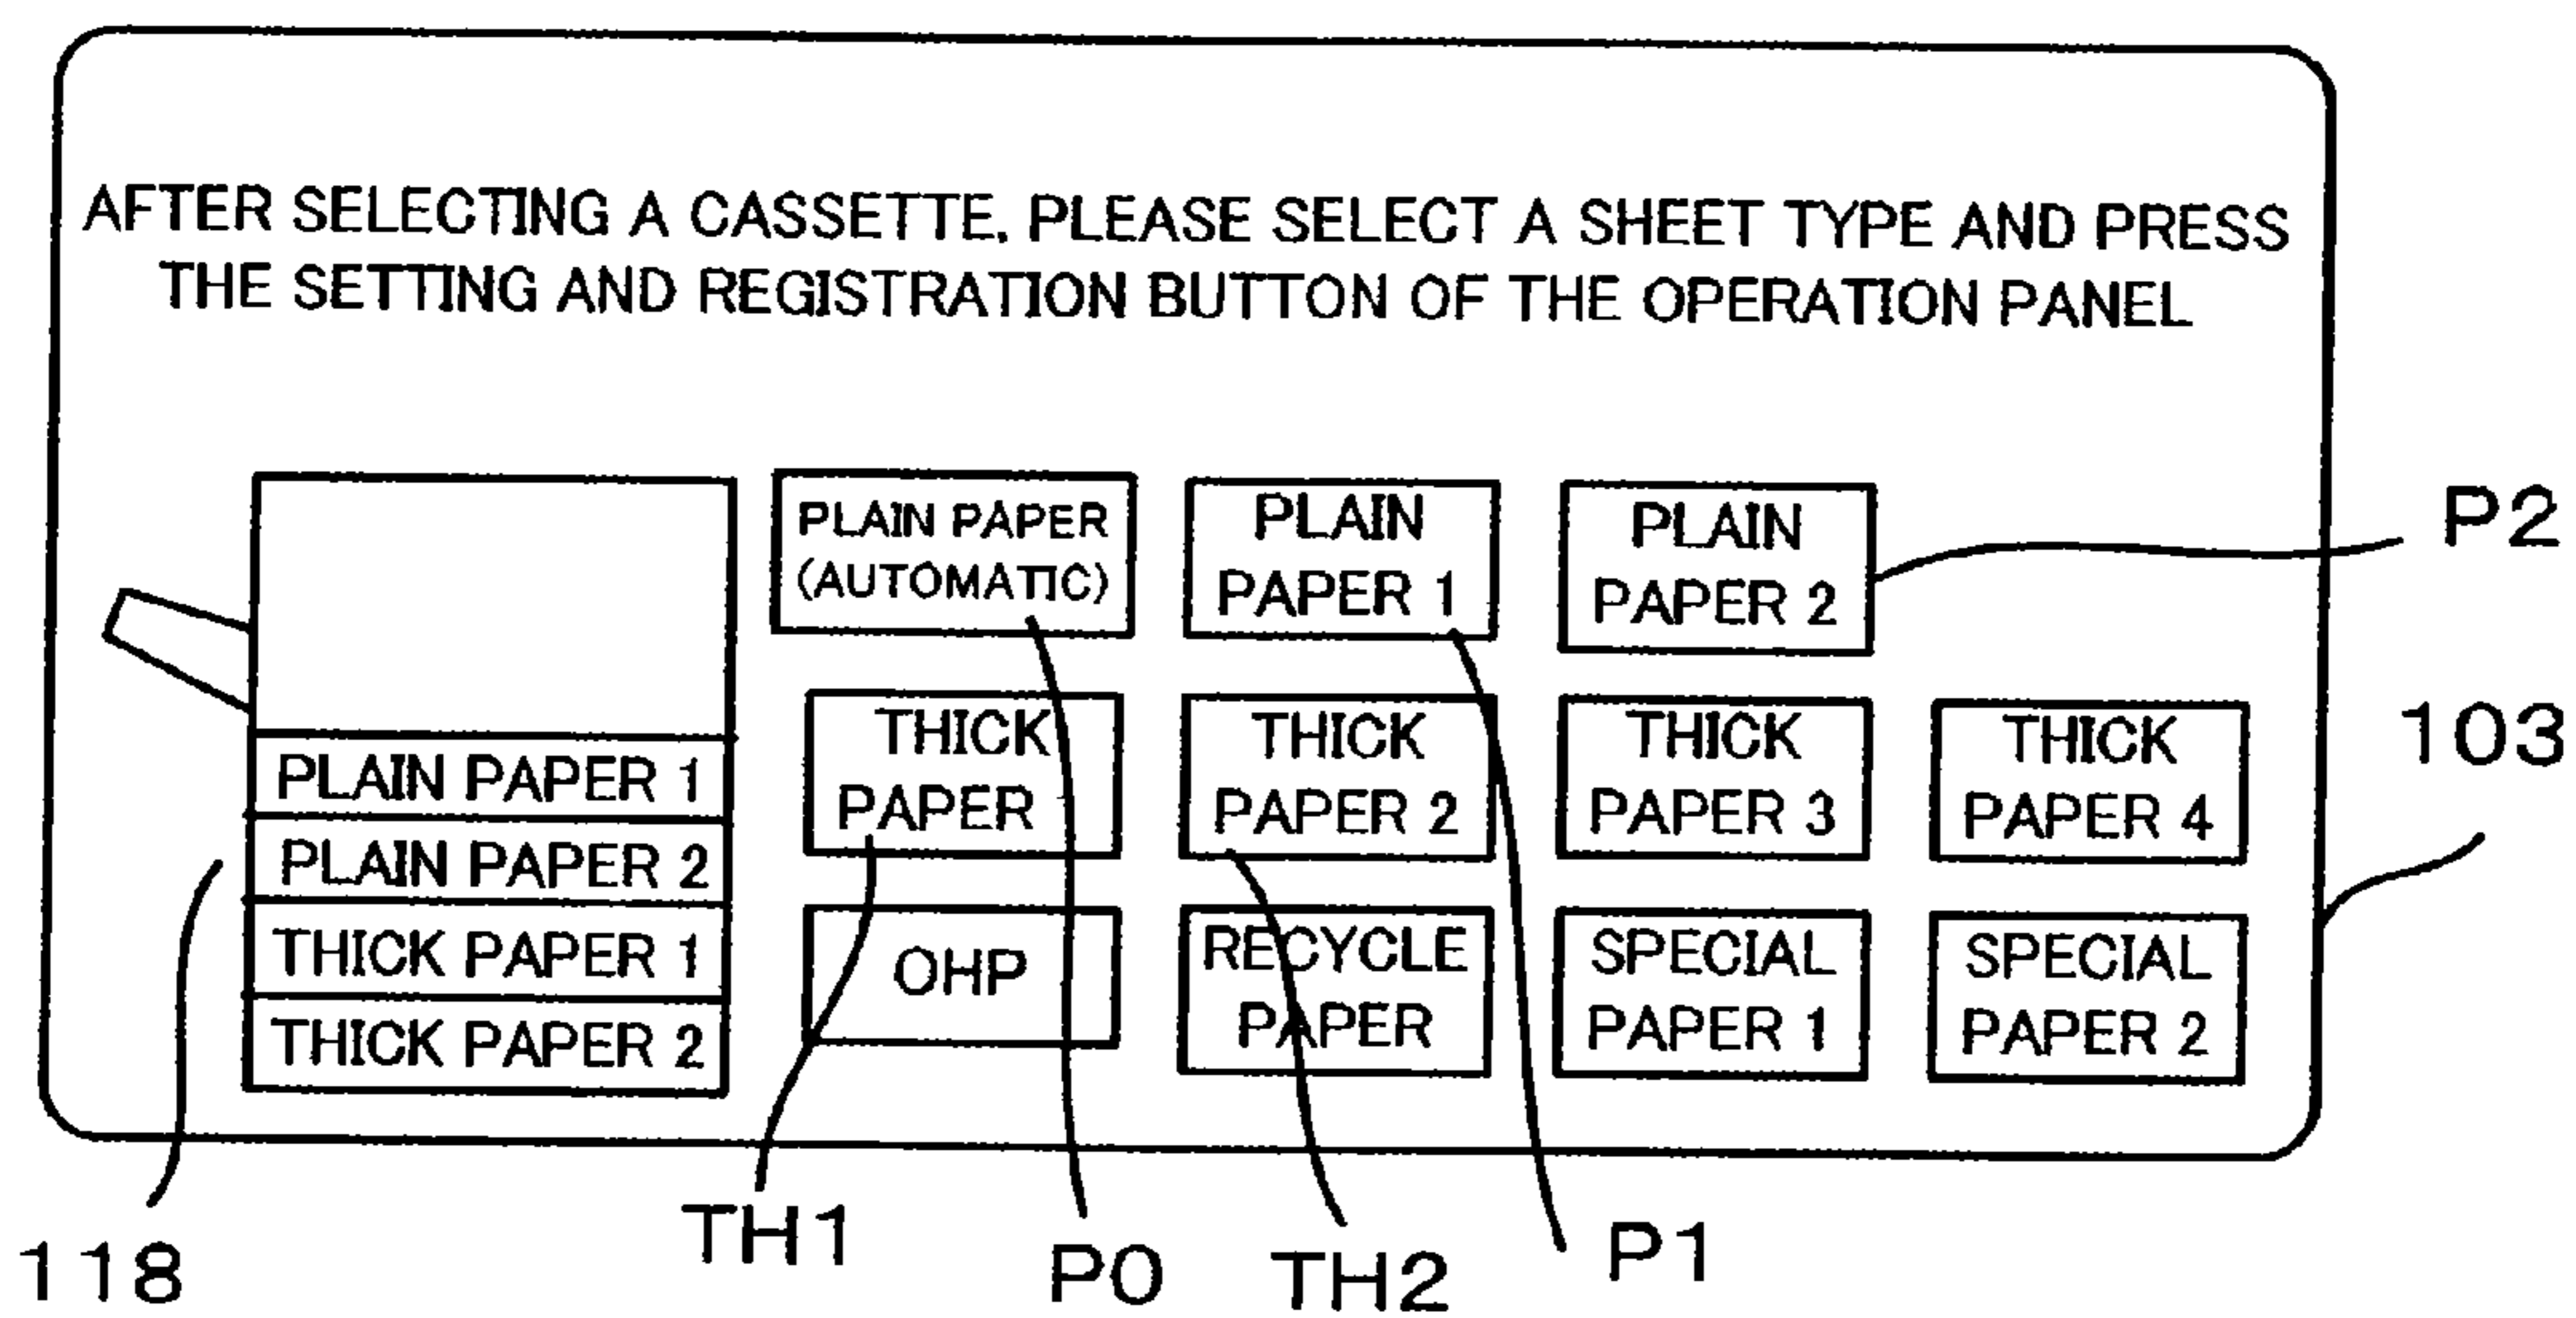 AFTER SELECTING A CASSETTE, PLEASE SELECT A SHEET TYPE AND PRESS
THE SETTING AND REGISTRATION BUTTON OF THE OPERATION PANEL
PLAIN PAPER
(AUTOMATIC)
PLAIN
PAPER 1
PLAIN
PAPER 2
P2
THICK
PAPER
THICK
PAPER 2
THICK
PAPER 3
THICK
PAPER 4
103
PLAIN PAPER 1
PLAIN PAPER 2
THICK PAPER 1
THICK PAPER 2
OHP
RECYCLE
PAPER
SPECIAL
PAPER 1
SPECIAL
PAPER 2
118
TH1
P0
TH2
P1